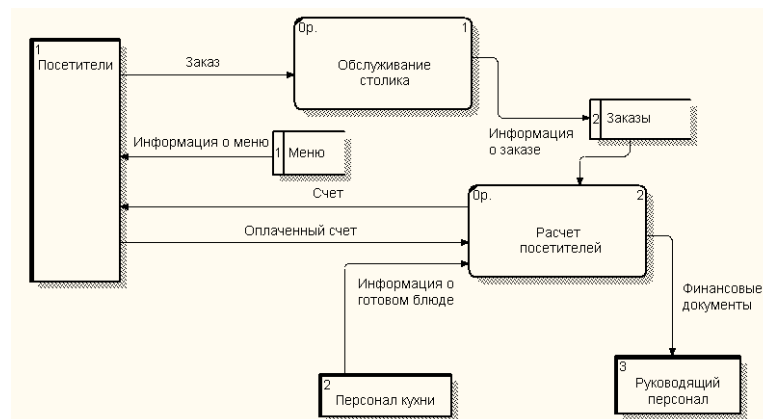 1
Посетители
Заказ
0р.
1
Обслуживание
столика
Информация
о заказе
2
Заказы
Информация о меню
1
Меню
Счет
Оплаченный счет
0р.
2
Расчет
посетителей
Информация о
готовом блюде
Финансовые
документы
2
Персонал кухни
3
Руководящий
персонал